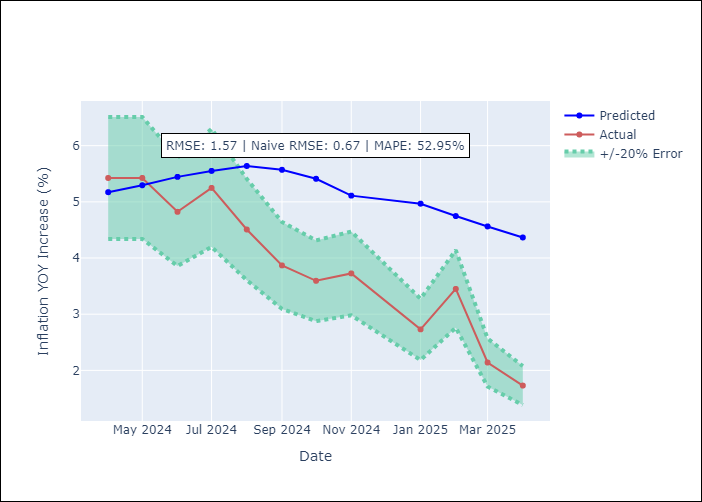 Predicted
Actual
+/-20% Error
RMSE: 1.57 | Naive RMSE: 0.67 | MAPE: 52.95%
Inflation YOY Increase (%)
6
5
4
3
2
May 2024
Jul 2024
Sep 2024
Nov 2024
Jan 2025
Mar 2025
Date